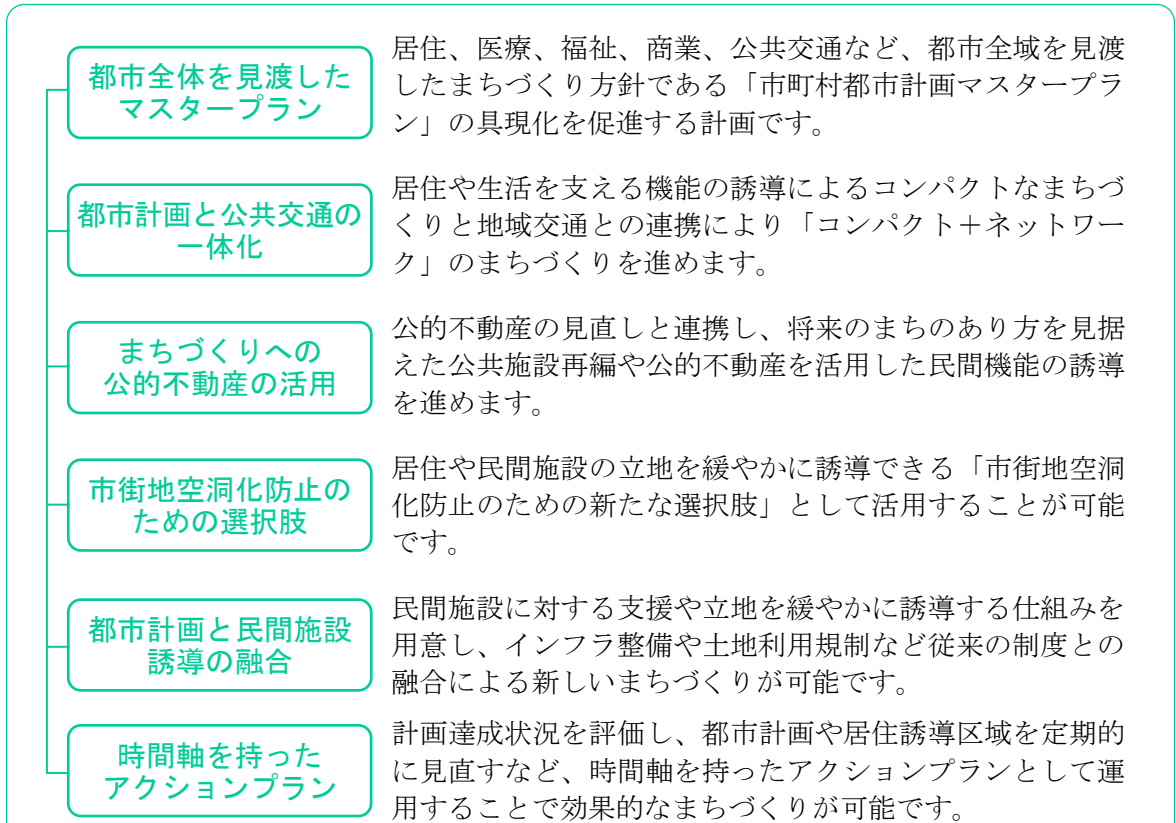 都市全体を見渡した
マスタープラン
居住、医療、福祉、商業、公共交通など、都市全域を見渡
したまちづくり方針である「市町村都市計画マスタープラ
ン」の具現化を促進する計画です。
都市計画と公共交通の
一体化
居住や生活を支える機能の誘導によるコンパクトなまちづ
くりと地域交通との連携により「コンパクト＋ネットワー
ク」のまちづくりを進めます。
まちづくりへの
公的不動産の活用
公的不動産の見直しと連携し、将来のまちのあり方を見据
えた公共施設再編や公的不動産を活用した民間機能の誘導
を進めます。
市街地空洞化防止の
ための選択肢
居住や民間施設の立地を緩やかに誘導できる「市街地空洞
化防止のための新たな選択肢」として活用することが可能
です。
都市計画と民間施設
誘導の融合
民間施設に対する支援や立地を緩やかに誘導する仕組みを
用意し、インフラ整備や土地利用規制など従来の制度との
融合による新しいまちづくりが可能です。
時間軸を持った
アクションプラン
計画達成状況を評価し、都市計画や居住誘導区域を定期的
に見直すなど、時間軸を持ったアクションプランとして運
用することで効果的なまちづくりが可能です。